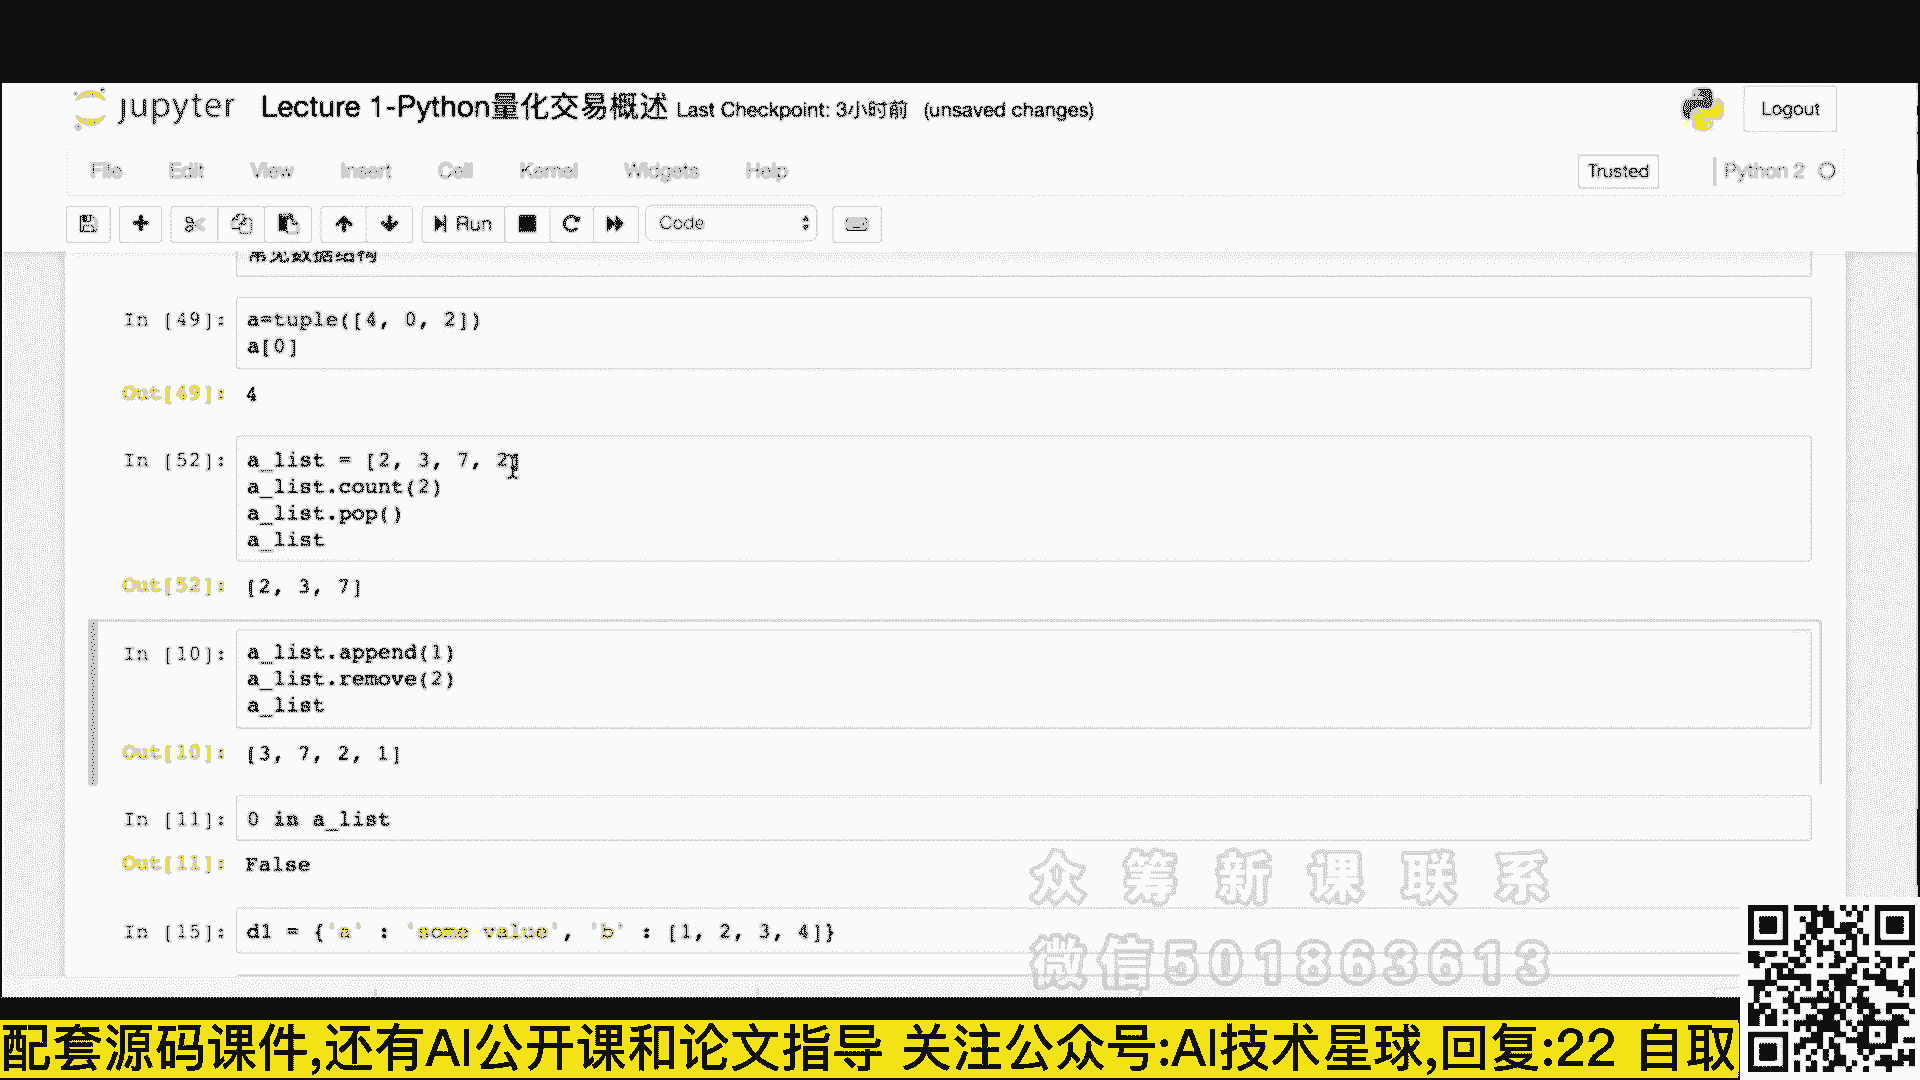 jupyter Lecture 1-Python量化交易概述 Last Checkpoint: 3小时前 (unsaved changes)
Logout
File Edit View Insert Cell Kernel Widgets Help
Trusted
Python 2
Run
Code
常见数据结构
In [49]: a=tuple([4, 0, 2])
a[0]
Out[49]: 4
In [52]: a_list = [2, 3, 7, 2]
a_list.count(2)
a_list.pop()
a_list
Out[52]: [2, 3, 7]
In [10]: a_list.append(1)
a_list.remove(2)
a_list
Out[10]: [3, 7, 2, 1]
In [11]: 0 in a_list
Out[11]: False
In [15]: d1 = {'a' : 'some value', 'b' : [1, 2, 3, 4]}
众筹新课联系
微信501863613
配套源码课件,还有AI公开课和论文指导 关注公众号:AI技术星球,回复:22 自取